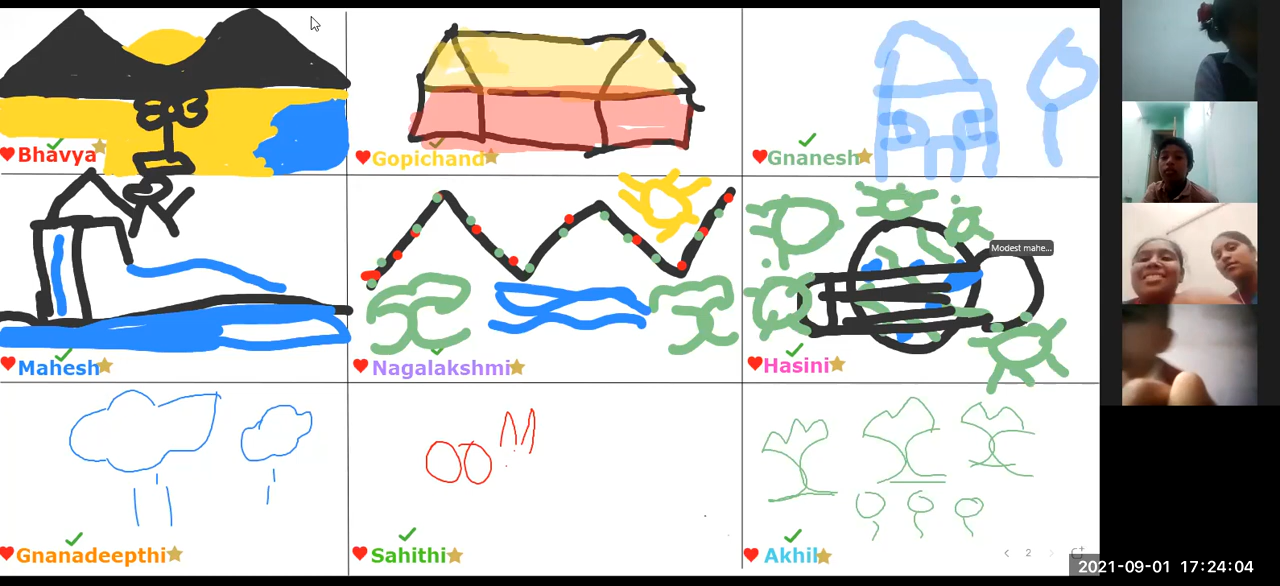 Bhavya
Gopichand
Gnanesh
Modest mahe...
Mahesh
Nagalakshmi
Hasini
Gnanadeepthi
Sahithi
Akhil
2
2021-09-01 17:24:04